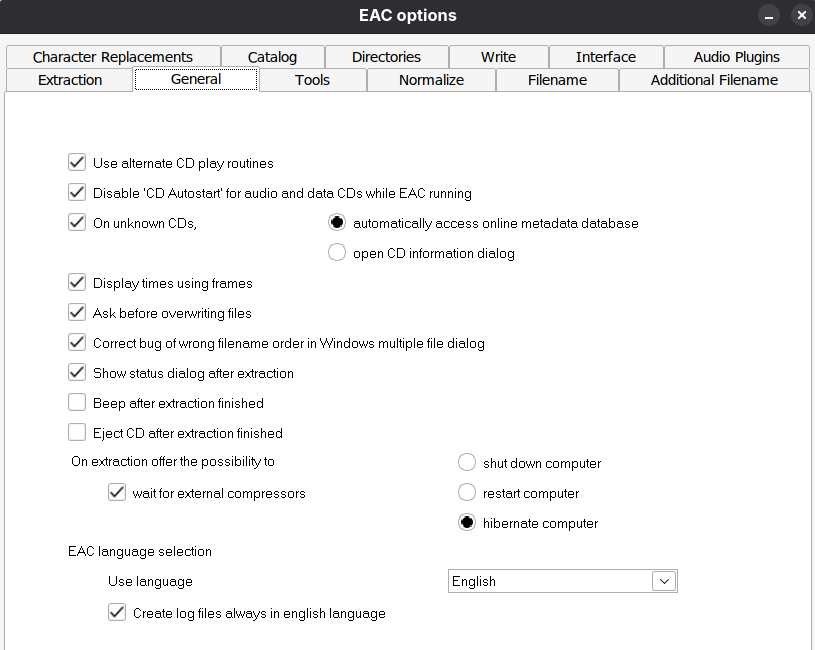 EAC options
Character Replacements Catalog Directories Write Interface Audio Plugins
Extraction General Tools Normalize Filename Additional Filename
Use alternate CD play routines
Disable 'CD Autostart' for audio and data CDs while EAC running
On unknown CDs, automatically access online metadata database
open CD information dialog
Display times using frames
Ask before overwriting files
Correct bug of wrong filename order in Windows multiple file dialog
Show status dialog after extraction
Beep after extraction finished
Eject CD after extraction finished
On extraction offer the possibility to shut down computer
wait for external compressors restart computer
hibernate computer
EAC language selection
Use language English
Create log files always in english language